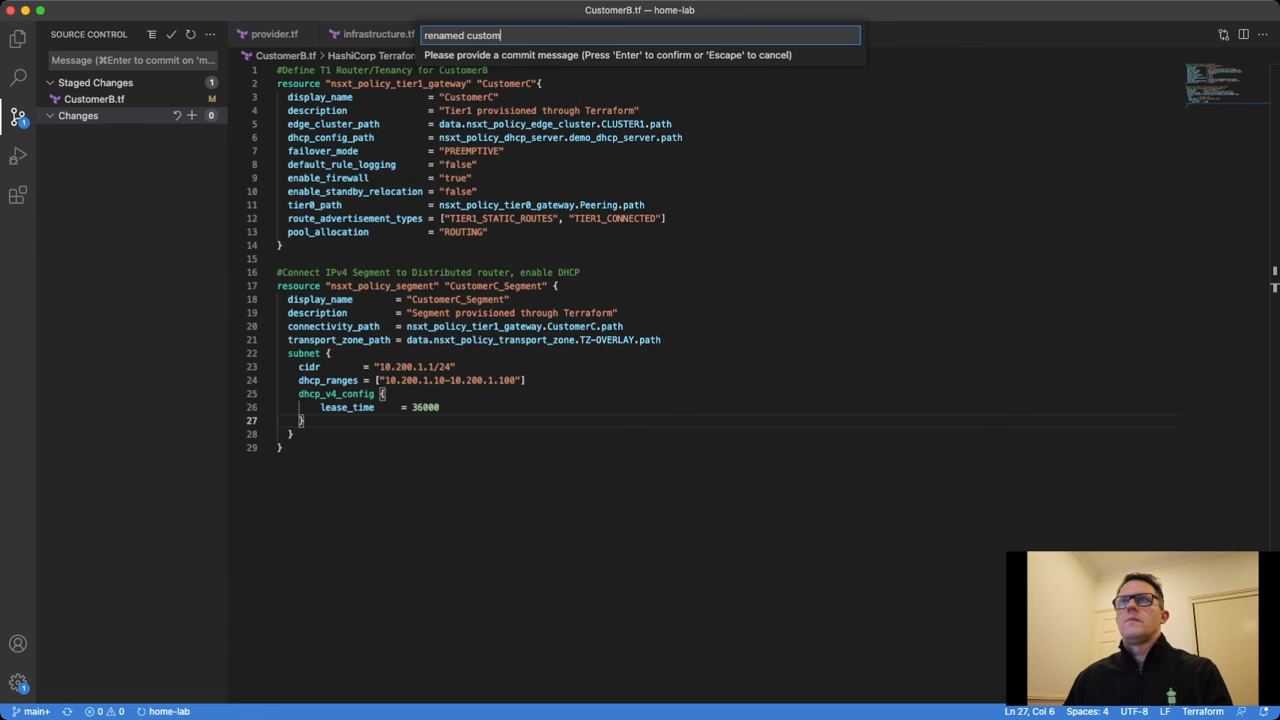 CustomerB.tf — home-lab
SOURCE CONTROL
provider.tf
infrastructure.tf
renamed custom
Please provide a commit message (Press 'Enter' to confirm or 'Escape' to cancel)
Message (⌘Enter to commit on 'm...
CustomerB.tf › HashiCorp Terrafor
Staged Changes 1
CustomerB.tf M
Changes 0
1 #Define T1 Router/Tenancy for CustomerB
2 resource "nsxt_policy_tier1_gateway" "CustomerC"{
3 display_name = "CustomerC"
4 description = "Tier1 provisioned through Terraform"
5 edge_cluster_path = data.nsxt_policy_edge_cluster.CLUSTER1.path
6 dhcp_config_path = nsxt_policy_dhcp_server.demo_dhcp_server.path
7 failover_mode = "PREEMPTIVE"
8 default_rule_logging = "false"
9 enable_firewall = "true"
10 enable_standby_relocation = "false"
11 tier0_path = nsxt_policy_tier0_gateway.Peering.path
12 route_advertisement_types = ["TIER1_STATIC_ROUTES", "TIER1_CONNECTED"]
13 pool_allocation = "ROUTING"
14 }
15
16 #Connect IPv4 Segment to Distributed router, enable DHCP
17 resource "nsxt_policy_segment" "CustomerC_Segment" {
18 display_name = "CustomerC_Segment"
19 description = "Segment provisioned through Terraform"
20 connectivity_path = nsxt_policy_tier1_gateway.CustomerC.path
21 transport_zone_path = data.nsxt_policy_transport_zone.TZ-OVERLAY.path
22 subnet {
23 cidr = "10.200.1.1/24"
24 dhcp_ranges = ["10.200.1.10-10.200.1.100"]
25 dhcp_v4_config {
26 lease_time = 36000
27 }
28 }
29 }
1
1
main+ 0 0 home-lab
Ln 27, Col 6 Spaces: 4 UTF-8 LF Terraform